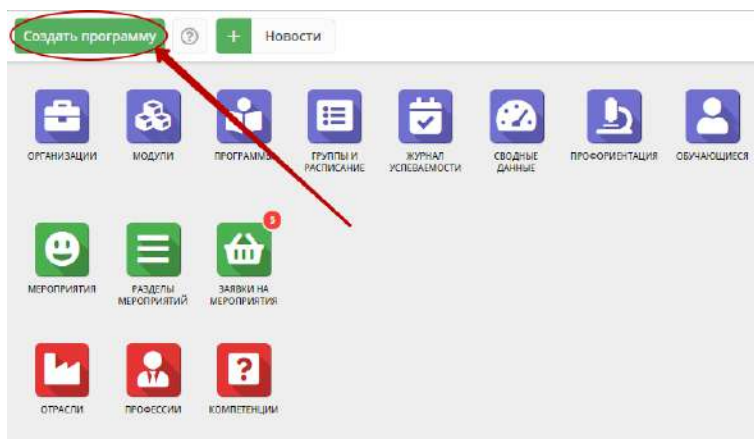 Создать программу ? + Новости
ОРГАНИЗАЦИИ
МОДУЛИ
ПРОГРАММЫ
ГРУППЫ И
РАСПИСАНИЕ
ЖУРНАЛ
УСПЕВАЕМОСТИ
СВОДНЫЕ
ДАННЫЕ
ПРОФОРИЕНТАЦИЯ
ОБУЧАЮЩИЕСЯ
МЕРОПРИЯТИЯ
РАЗДЕЛЫ
МЕРОПРИЯТИЙ
5
ЗАЯВКИ НА
МЕРОПРИЯТИЯ
ОТРАСЛИ
ПРОФЕССИИ
?
КОМПЕТЕНЦИИ